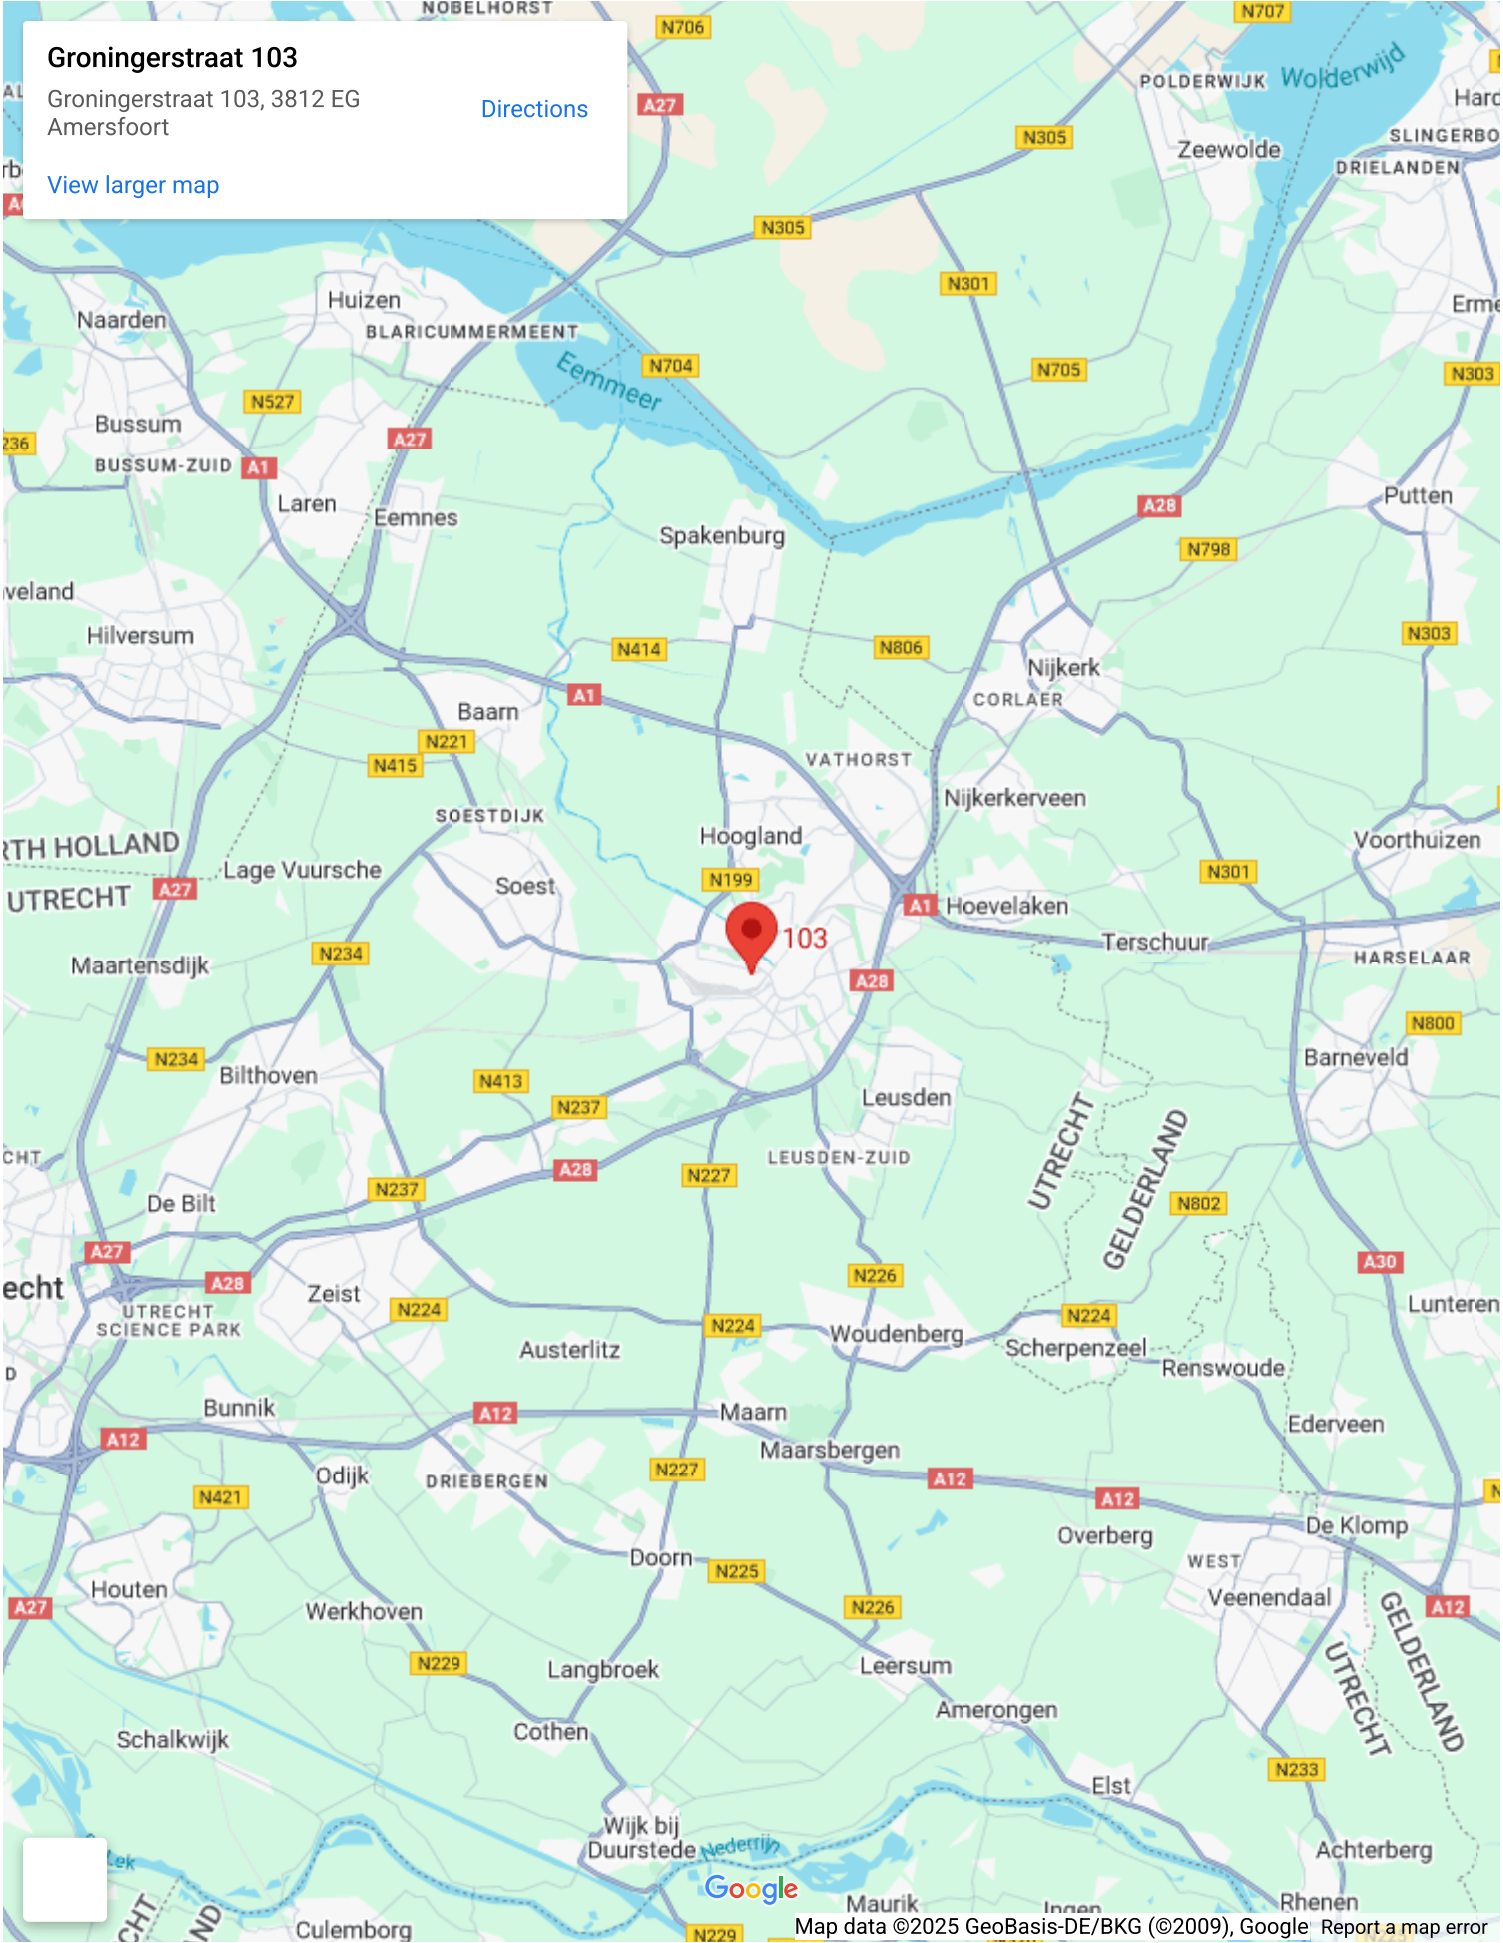 NOBELHORST
N706
N707
Groningerstraat 103
Groningerstraat 103, 3812 EG
Amersfoort
Directions
View larger map
A27
POLDERWIJK
Wolderwijd
N305
Zeewolde
SLINGERBO
DRIELANDEN
N305
N301
Huizen
Naarden
BLARICUMMERMEENT
Eemmeer
N704
N705
N303
N527
Bussum
A27
236
BUSSUM-ZUID
A1
Laren
Eemnes
Putten
A28
Spakenburg
N798
Hilversum
N414
N806
N303
Nijkerk
A1
CORLAER
Baarn
N221
N415
VATHORST
Nijkerkerveen
SOESTDIJK
Hoogland
Voorthuizen
RTH HOLLAND
UTRECHT
A27
Lage Vuursche
Soest
N199
N301
A1
Hoevelaken
103
Terschuur
HARSELAAR
N234
Maartensdijk
A28
N800
N234
Bilthoven
N413
Barneveld
N237
Leusden
UTRECHT
GELDERLAND
CHT
LEUSDEN-ZUID
A28
N227
N237
De Bilt
N802
A27
A28
echt
Zeist
N226
A30
UTRECHT
SCIENCE PARK
N224
N224
Woudenberg
N224
Lunteren
Austerlitz
Scherpenzeel
Renswoude
D
Bunnik
A12
Maarn
Ederveen
A12
Maarsbergen
Odijk
DRIEBERGEN
N227
A12
A12
N421
De Klomp
Overberg
WEST
Doorn
N225
Houten
Veenendaal
A27
Werkhoven
N226
A12
GELDERLAND
UTRECHT
N229
Langbroek
Leersum
Amerongen
Schalkwijk
Cothen
N233
Elst
Wijk bij
Duurstede
Nederrijn
Lek
Achterberg
Google
Maurik
Rhenen
Culemborg
N229
Map data ©2025 GeoBasis-DE/BKG (©2009), Google
Report a map error